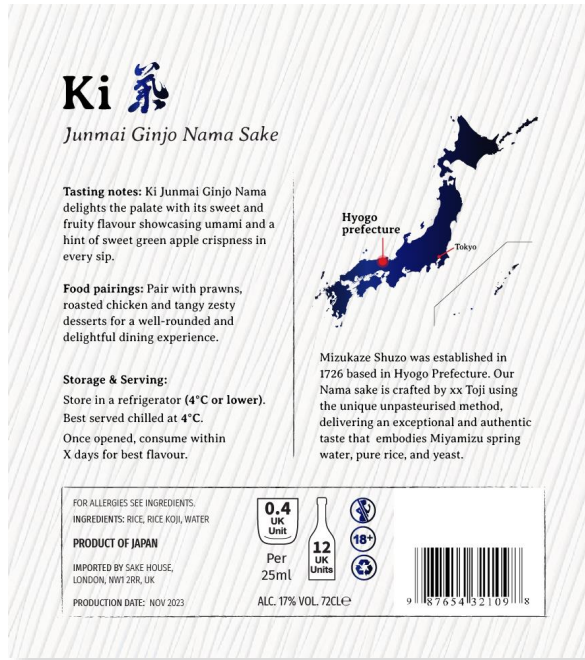 Ki 氣
Junmai Ginjo Nama Sake
Tasting notes: Ki Junmai Ginjo Nama
delights the palate with its sweet and
fruity flavour showcasing umami and a
hint of sweet green apple crispness in
every sip.
Food pairings: Pair with prawns,
roasted chicken and tangy zesty
desserts for a well-rounded and
delightful dining experience.
Storage & Serving:
Store in a refrigerator (4°C or lower).
Best served chilled at 4°C.
Once opened, consume within
X days for best flavour.
Hyogo
prefecture
Tokyo
Mizukaze Shuzo was established in
1726 based in Hyogo Prefecture. Our
Nama sake is crafted by xx Toji using
the unique unpasteurised method,
delivering an exceptional and authentic
taste that embodies Miyamizu spring
water, pure rice, and yeast.
FOR ALLERGIES SEE INGREDIENTS.
INGREDIENTS: RICE, RICE KOJI, WATER
PRODUCT OF JAPAN
IMPORTED BY SAKE HOUSE,
LONDON, NW1 2RR, UK
PRODUCTION DATE: NOV 2023
0.4
UK
Unit
Per
25ml
12
UK
Units
18+
ALC. 17% VOL. 72CL℮
9 87654 32109 8